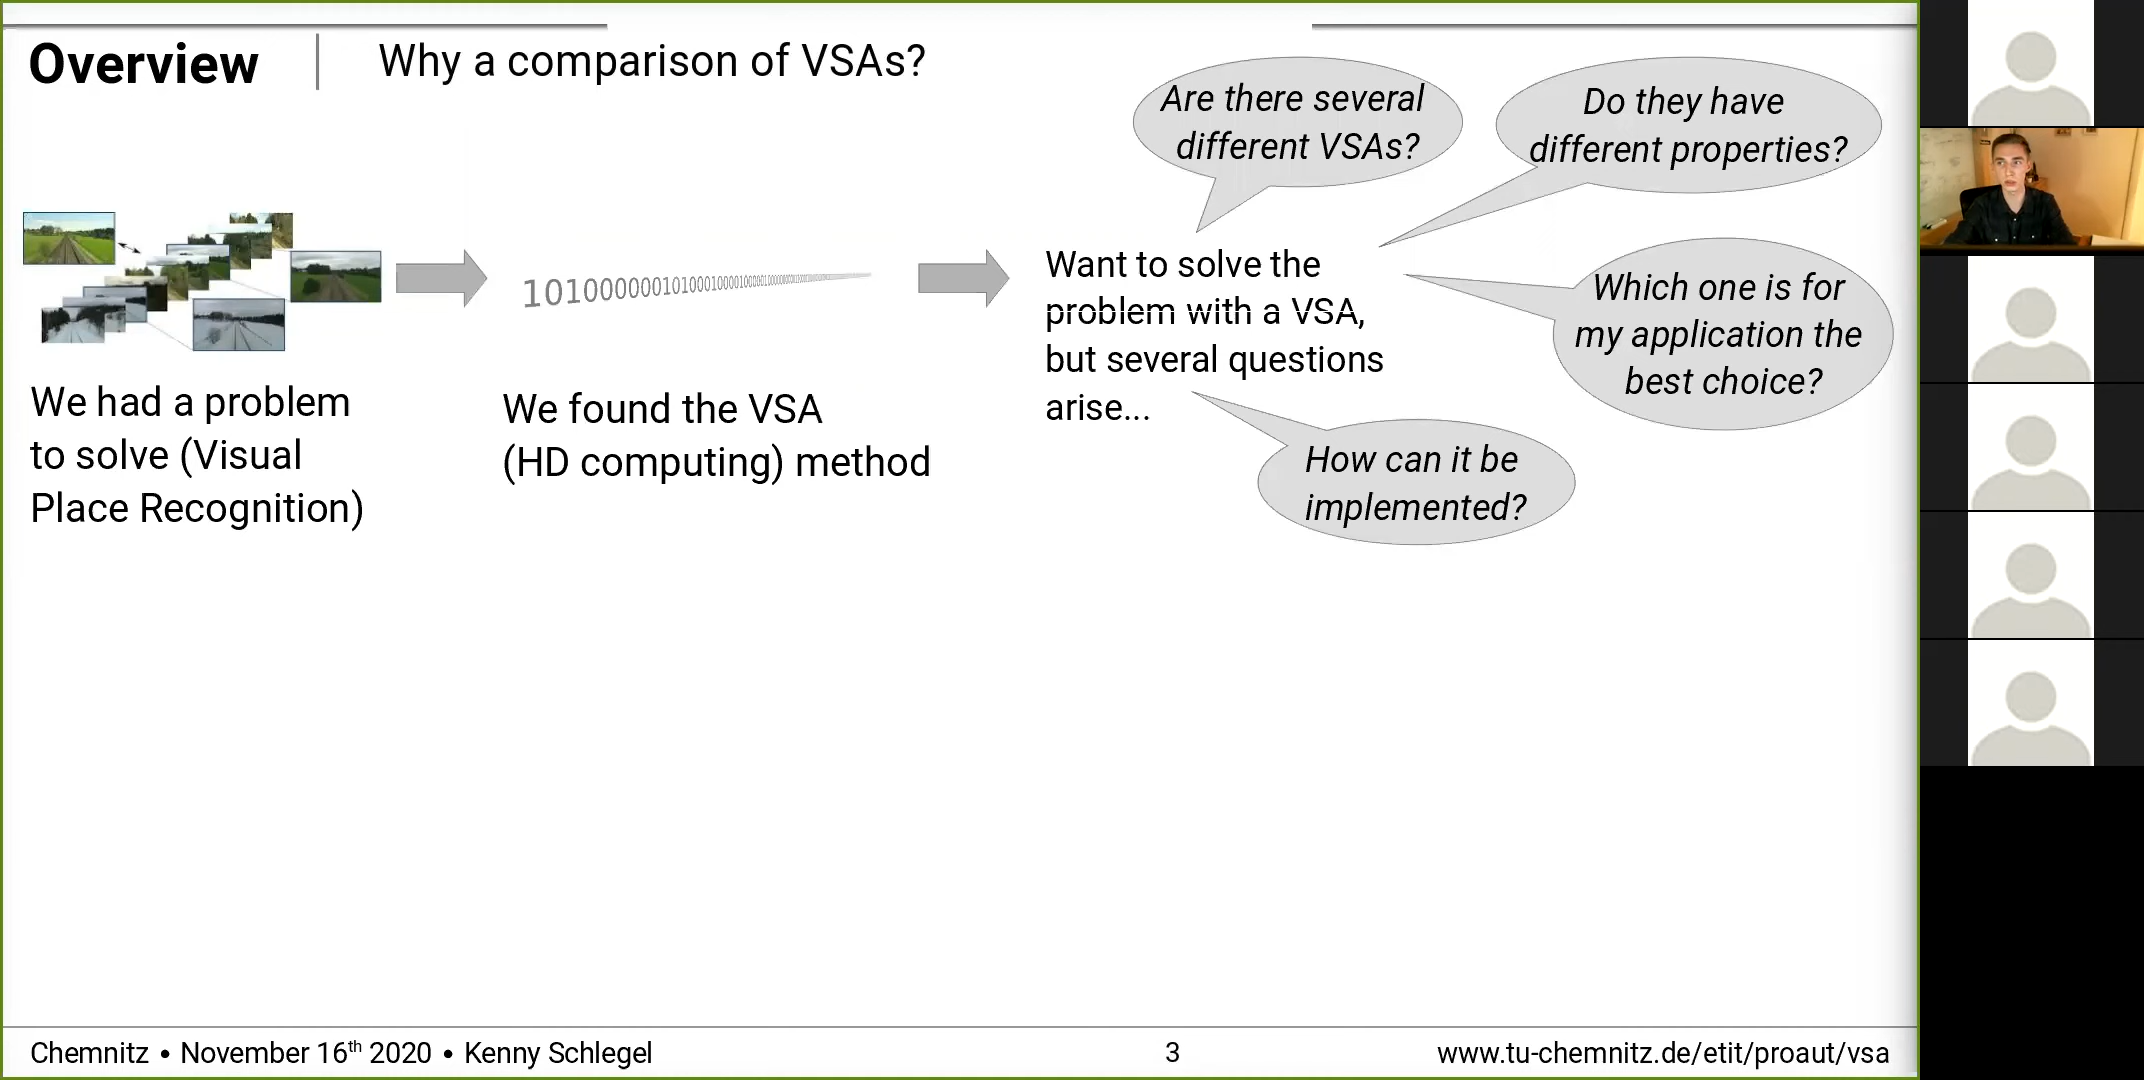 Overview
Why a comparison of VSAs?
Are there several
different VSAs?
Do they have
different properties?
We had a problem
to solve (Visual
Place Recognition)
We found the VSA
(HD computing) method
Want to solve the
problem with a VSA,
but several questions
arise...
Which one is for
my application the
best choice?
How can it be
implemented?
Chemnitz • November 16th 2020 • Kenny Schlegel
3
www.tu-chemnitz.de/etit/proaut/vsa